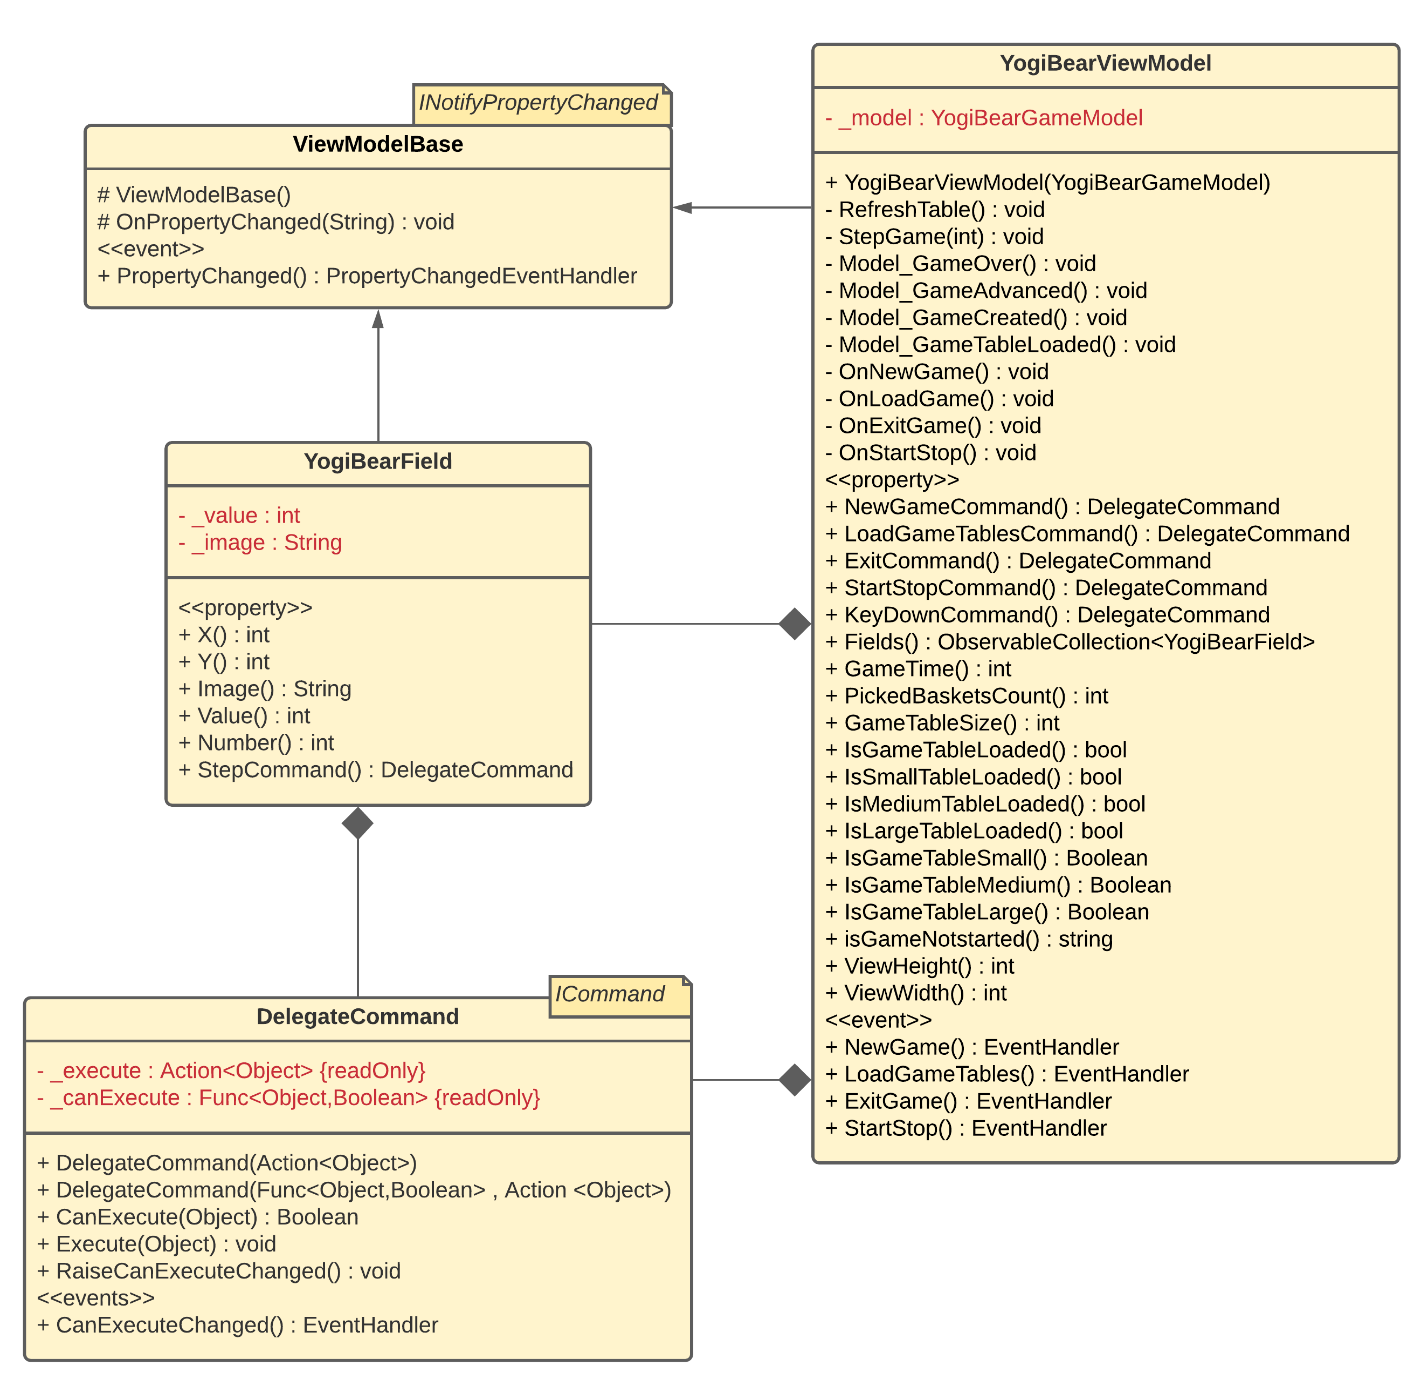 INotifyPropertyChanged
ViewModelBase
# ViewModelBase()
# OnPropertyChanged(String) : void
<<event>>
+ PropertyChanged() : PropertyChangedEventHandler
YogiBearField
- _value : int
- _image : String
<<property>>
+ X() : int
+ Y() : int
+ Image() : String
+ Value() : int
+ Number() : int
+ StepCommand() : DelegateCommand
ICommand
DelegateCommand
- _execute : Action<Object> {readOnly}
- _canExecute : Func<Object,Boolean> {readOnly}
+ DelegateCommand(Action<Object>)
+ DelegateCommand(Func<Object,Boolean> , Action <Object>)
+ CanExecute(Object) : Boolean
+ Execute(Object) : void
+ RaiseCanExecuteChanged() : void
<<events>>
+ CanExecuteChanged() : EventHandler
YogiBearViewModel
- _model : YogiBearGameModel
+ YogiBearViewModel(YogiBearGameModel)
- RefreshTable() : void
- StepGame(int) : void
- Model_GameOver() : void
- Model_GameAdvanced() : void
- Model_GameCreated() : void
- Model_GameTableLoaded() : void
- OnNewGame() : void
- OnLoadGame() : void
- OnExitGame() : void
- OnStartStop() : void
<<property>>
+ NewGameCommand() : DelegateCommand
+ LoadGameTablesCommand() : DelegateCommand
+ ExitCommand() : DelegateCommand
+ StartStopCommand() : DelegateCommand
+ KeyDownCommand() : DelegateCommand
+ Fields() : ObservableCollection<YogiBearField>
+ GameTime() : int
+ PickedBasketsCount() : int
+ GameTableSize() : int
+ IsGameTableLoaded() : bool
+ IsSmallTableLoaded() : bool
+ IsMediumTableLoaded() : bool
+ IsLargeTableLoaded() : bool
+ IsGameTableSmall() : Boolean
+ IsGameTableMedium() : Boolean
+ IsGameTableLarge() : Boolean
+ isGameNotstarted() : string
+ ViewHeight() : int
+ ViewWidth() : int
<<event>>
+ NewGame() : EventHandler
+ LoadGameTables() : EventHandler
+ ExitGame() : EventHandler
+ StartStop() : EventHandler